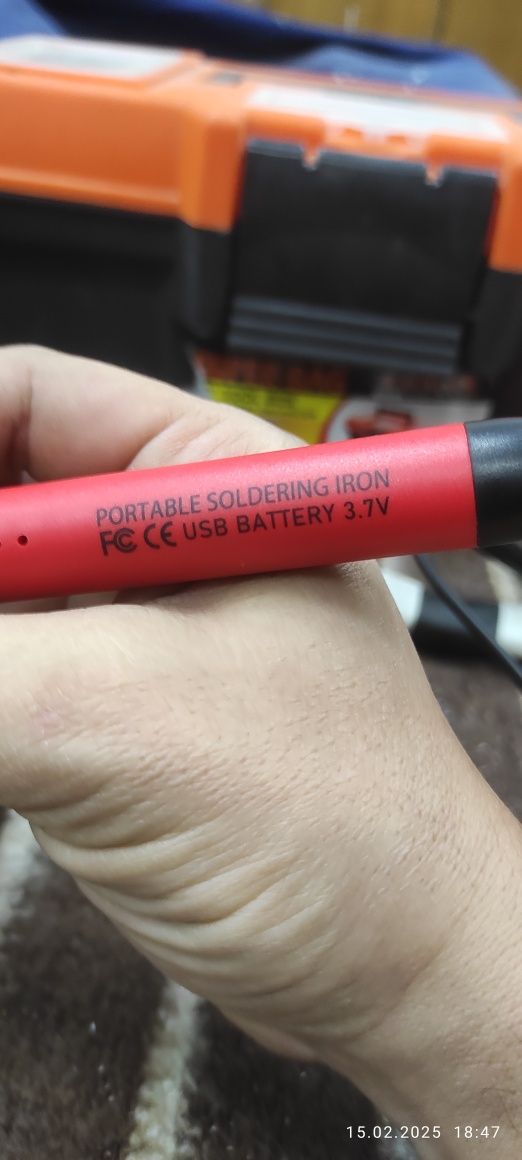 PORTABLE SOLDERING IRON
FC CE USB BATTERY 3.7V
15.02.2025 18:47